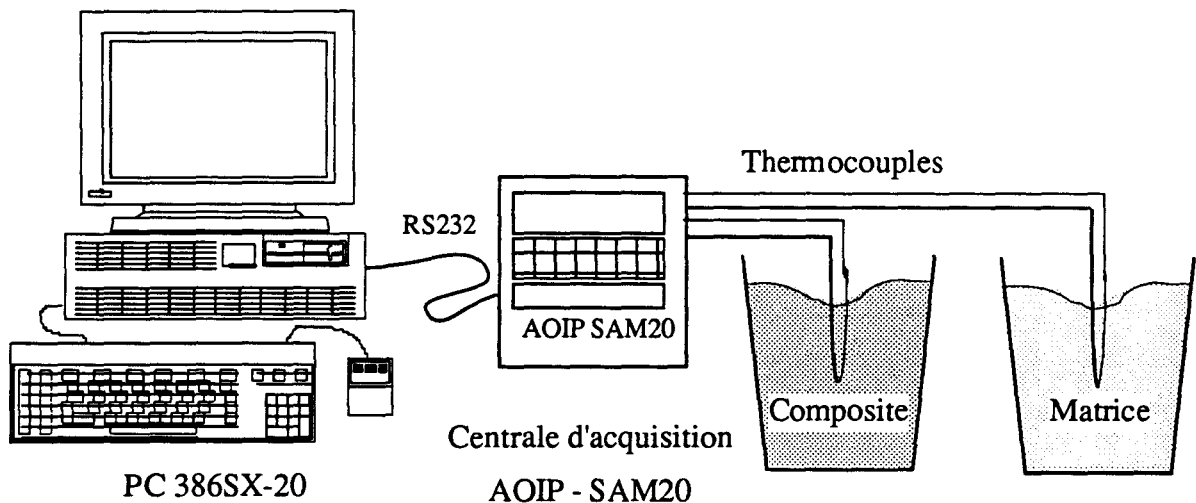 Thermocouples
RS232
AOIP SAM20
Composite
Matrice
Centrale d'acquisition
PC 386SX-20
AOIP - SAM20